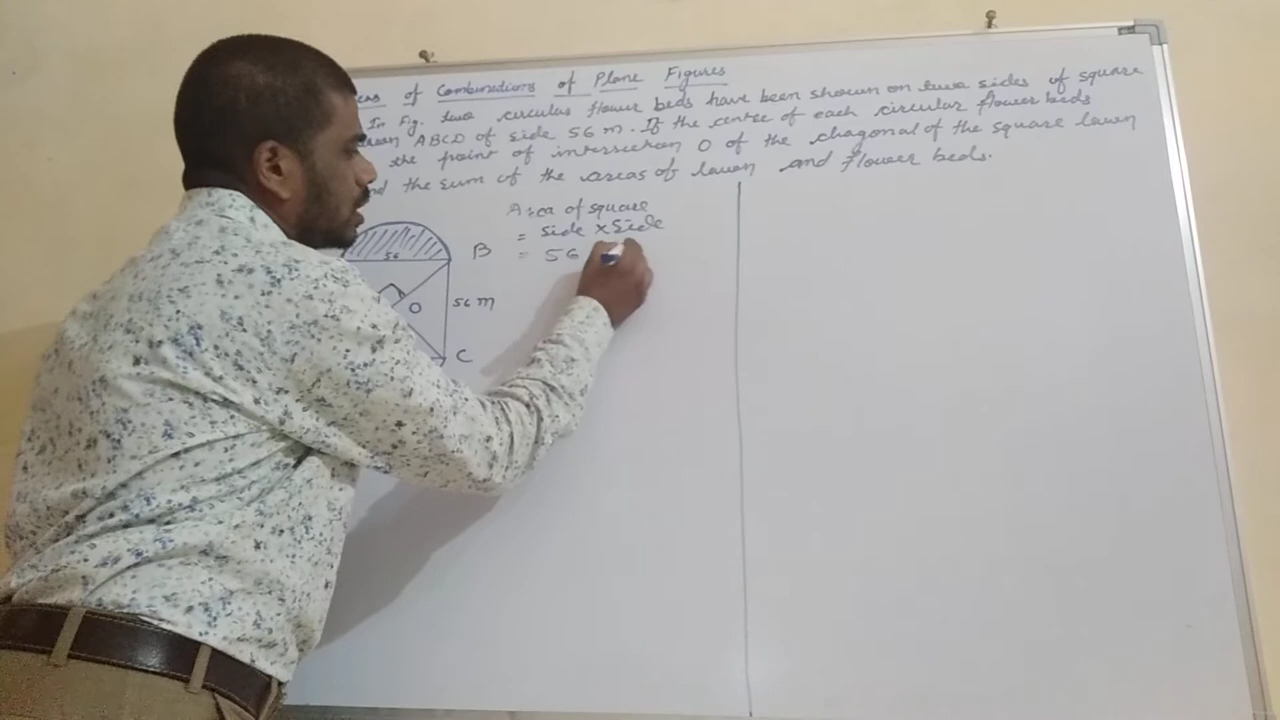 eas of Combinations of Plane Figures
In Fig. two circular flower beds have been shown on two sides of square
lawn ABCD of side 56 m. If the centre of each circular flower beds
the point of intersection O of the diagonal of the square lawn
nd the sum of the areas of lawn and flower beds.
Area of square
= side × side
= 56
56
B
O
56 m
C